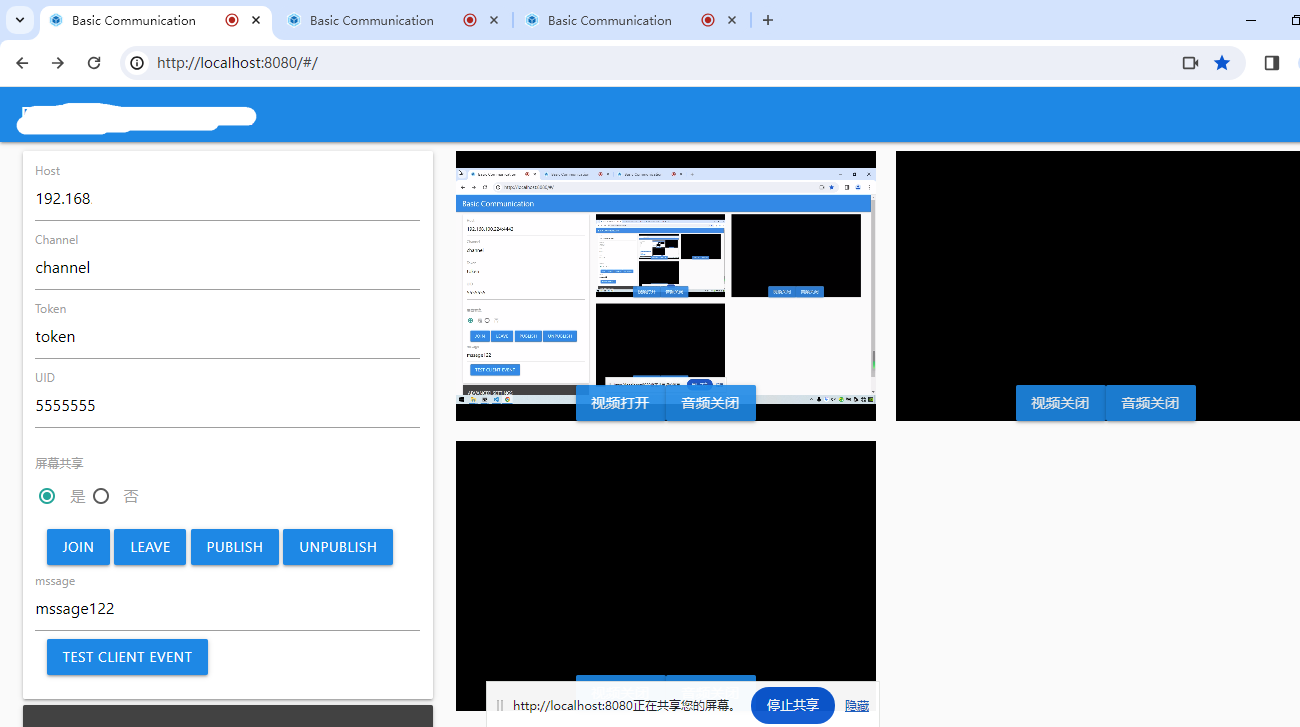 Basic Communication
Basic Communication
Basic Communication
http://localhost:8080/#/
Host
192.168
Channel
channel
Token
token
UID
5555555
屏幕共享
是 否
JOIN LEAVE PUBLISH UNPUBLISH
mssage
mssage122
TEST CLIENT EVENT
Basic Communication
视频打开 音频关闭
视频关闭 音频关闭
http://localhost:8080正在共享您的屏幕。 停止共享 隐藏